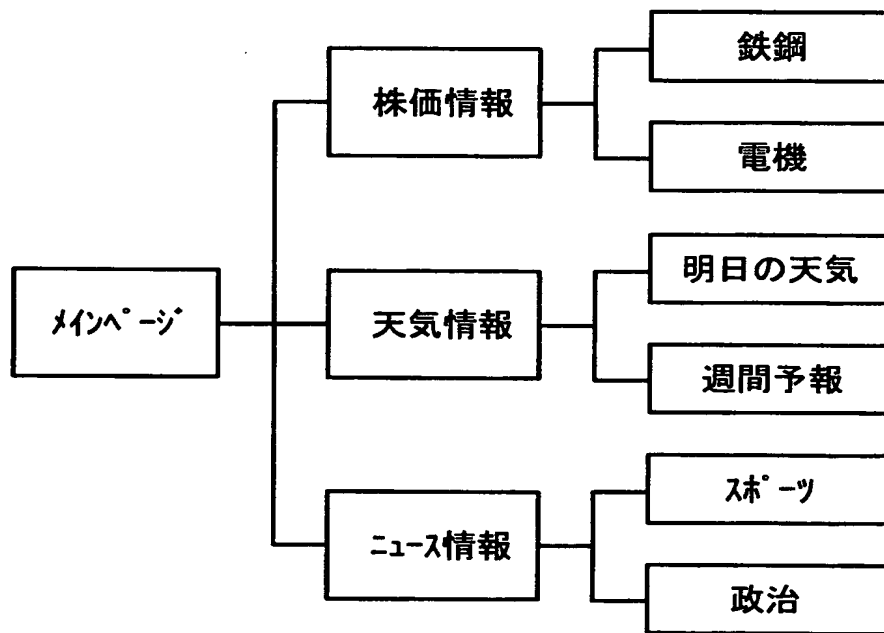 株価情報
鉄鋼
電機
メインページ
天気情報
明日の天気
週間予報
ニュース情報
スポーツ
政治